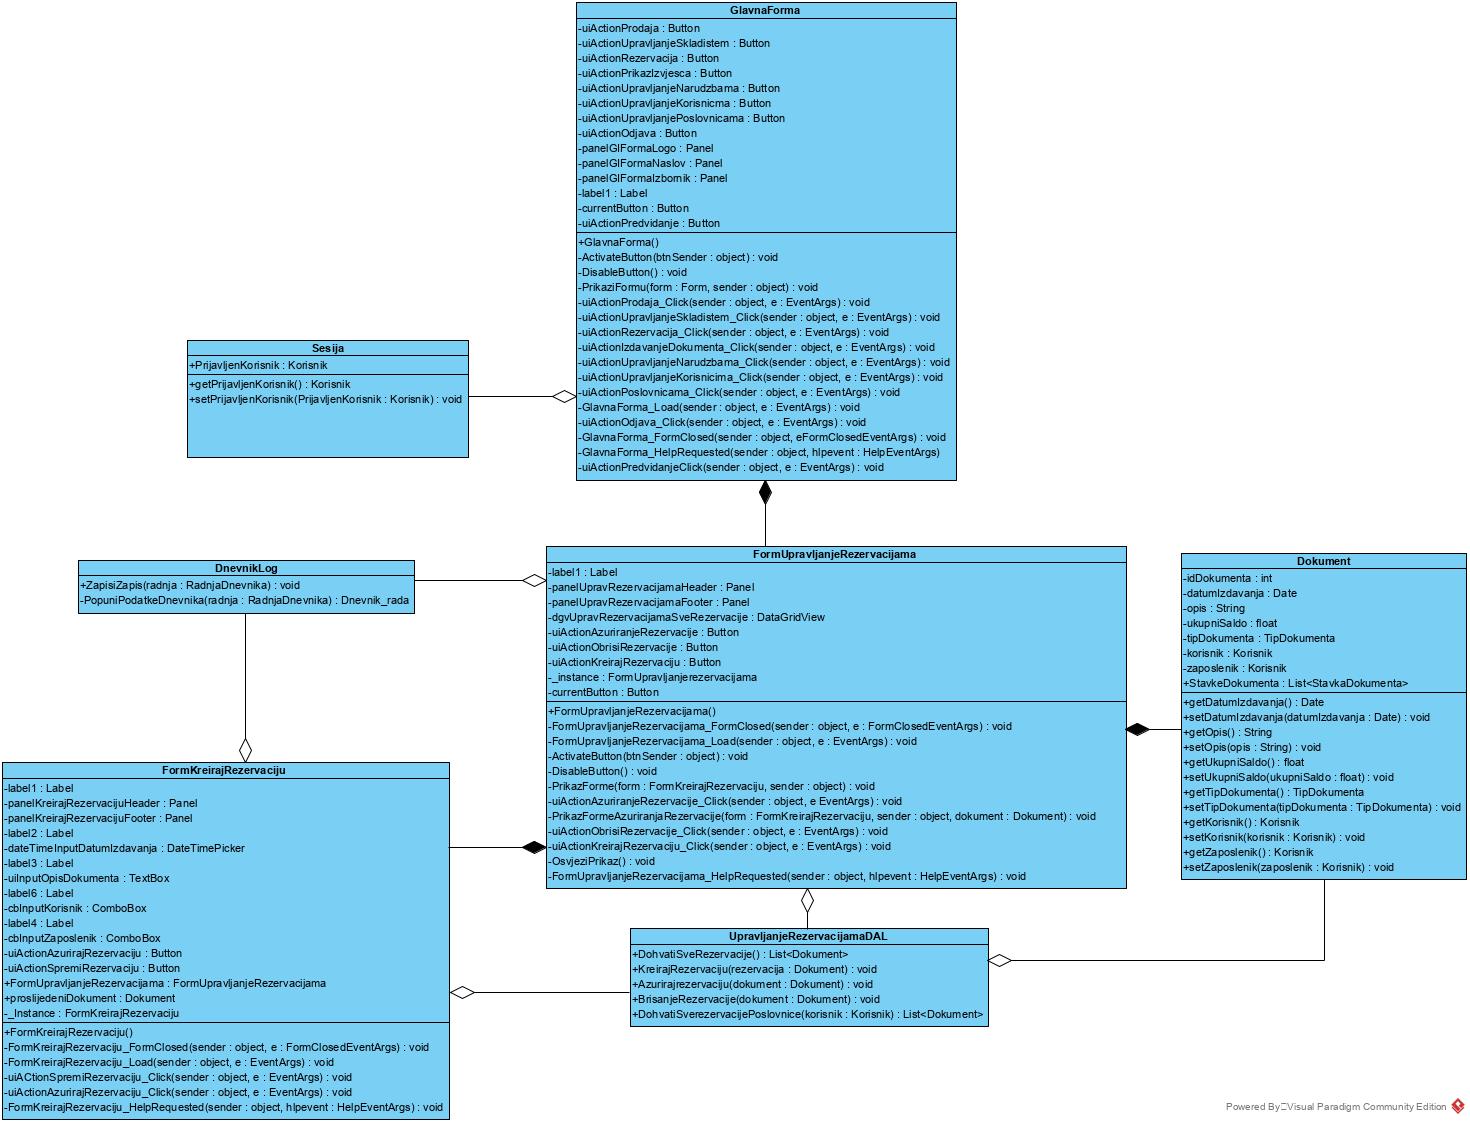 GlavnaForma
-uiActionProdaja : Button
-uiActionUpravljanjeSkladistem : Button
-uiActionRezervacija : Button
-uiActionPrikazIzvjesca : Button
-uiActionUpravljanjeNarudzbama : Button
-uiActionUpravljanjeKorisnicma : Button
-uiActionUpravljanjePoslovnicama : Button
-uiActionOdjava : Button
-panelGlFormaLogo : Panel
-panelGlFormaNaslov : Panel
-panelGlFormaIzbornik : Panel
-label1 : Label
-currentButton : Button
-uiActionPredvidanje : Button
+GlavnaForma()
-ActivateButton(btnSender : object) : void
-DisableButton() : void
-PrikaziFormu(form : Form, sender : object) : void
-uiActionProdaja_Click(sender : object, e : EventArgs) : void
-uiActionUpravljanjeSkladistem_Click(sender : object, e : EventArgs) : void
-uiActionRezervacija_Click(sender : object, e : EventArgs) : void
-uiActionIzdavanjeDokumenta_Click(sender : object, e : EventArgs) : void
-uiActionUpravljanjeNarudzbama_Click(sender : object, e : EventArgs) : void
-uiActionUpravljanjeKorisnicima_Click(sender : object, e : EventArgs) : void
-uiActionPoslovnicama_Click(sender : object, e : EventArgs) : void
-GlavnaForma_Load(sender : object, e : EventArgs) : void
-uiActionOdjava_Click(sender : object, e : EventArgs) : void
-GlavnaForma_FormClosed(sender : object, eFormClosedEventArgs) : void
-GlavnaForma_HelpRequested(sender : object, hlpevent : HelpEventArgs)
-uiActionPredvidanjeClick(sender : object, e : EventArgs) : void
Sesija
+PrijavljenKorisnik : Korisnik
+getPrijavljenKorisnik() : Korisnik
+setPrijavljenKorisnik(PrijavljenKorisnik : Korisnik) : void
DnevnikLog
+ZapisiZapis(radnja : RadnjaDnevnika) : void
-PopuniPodatkeDnevnika(radnja : RadnjaDnevnika) : Dnevnik_rada
FormUpravljanjeRezervacijama
-label1 : Label
-panelUpravRezervacijamaHeader : Panel
-panelUpravRezervacijamaFooter : Panel
-dgvUpravRezervacijamaSveRezervacije : DataGridView
-uiActionAzuriranjeRezervacije : Button
-uiActionObrisiRezervacije : Button
-uiActionKreirajRezervaciju : Button
-_instance : FormUpravljanjerezervacijama
-currentButton : Button
+FormUpravljanjeRezervacijama()
-FormUpravljanjeRezervacijama_FormClosed(sender : object, e : FormClosedEventArgs) : void
-FormUpravljanjeRezervacijama_Load(sender : object, e : EventArgs) : void
-ActivateButton(btnSender : object) : void
-DisableButton() : void
-PrikazForme(form : FormKreirajRezervaciju, sender : object) : void
-uiActionAzuriranjeRezervacije_Click(sender : object, e EventArgs) : void
-PrikazFormeAzuriranjaRezervacije(form : FormKreirajRezervaciju, sender : object, dokument : Dokument) : void
-uiActionObrisiRezervacije_Click(sender : object, e : EventArgs) : void
-uiActionKreirajRezervaciju_Click(sender : object, e : EventArgs) : void
-OsvjeziPrikaz() : void
-FormUpravljanjeRezervacijama_HelpRequested(sender : object, hlpevent : HelpEventArgs) : void
Dokument
-idDokumenta : int
-datumIzdavanja : Date
-opis : String
-ukupniSaldo : float
-tipDokumenta : TipDokumenta
-korisnik : Korisnik
-zaposlenik : Korisnik
+StavkeDokumenta : List<StavkaDokumenta>
+getDatumIzdavanja() : Date
+setDatumIzdavanja(datumIzdavanja : Date) : void
+getOpis() : String
+setOpis(opis : String) : void
+getUkupniSaldo() : float
+setUkupniSaldo(ukupniSaldo : float) : void
+getTipDokumenta() : TipDokumenta
+setTipDokumenta(tipDokumenta : TipDokumenta) : void
+getKorisnik() : Korisnik
+setKorisnik(korisnik : Korisnik) : void
+getZaposlenik() : Korisnik
+setZaposlenik(zaposlenik : Korisnik) : void
FormKreirajRezervaciju
-label1 : Label
-panelKreirajRezervacijuHeader : Panel
-panelKreirajRezervacijuFooter : Panel
-label2 : Label
-dateTimeInputDatumIzdavanja : DateTimePicker
-label3 : Label
-uiInputOpisDokumenta : TextBox
-label6 : Label
-cbInputKorisnik : ComboBox
-label4 : Label
-cbInputZaposlenik : ComboBox
-uiActionAzurirajRezervaciju : Button
-uiActionSpremiRezervaciju : Button
+FormUpravljanjeRezervacijama : FormUpravljanjeRezervacijama
+proslijedeniDokument : Dokument
-_Instance : FormKreirajRezervaciju
+FormKreirajRezervaciju()
-FormKreirajRezervaciju_FormClosed(sender : object, e : FormClosedEventArgs) : void
-FormKreirajRezervaciju_Load(sender : object, e : EventArgs) : void
-uiACtionSpremiRezervaciju_Click(sender : object, e : EventArgs) : void
-uiActionAzurirajRezervaciju_Click(sender : object, e : EventArgs) : void
-FormKreirajRezervaciju_HelpRequested(sender : object, hlpevent : HelpEventArgs) : void
UpravljanjeRezervacijamaDAL
+DohvatiSveRezervacije() : List<Dokument>
+KreirajRezervaciju(rezervacija : Dokument) : void
+Azurirajrezervaciju(dokument : Dokument) : void
+BrisanjeRezervacije(dokument : Dokument) : void
+DohvatiSverezervacijePoslovnice(korisnik : Korisnik) : List<Dokument>
Powered By Visual Paradigm Community Edition